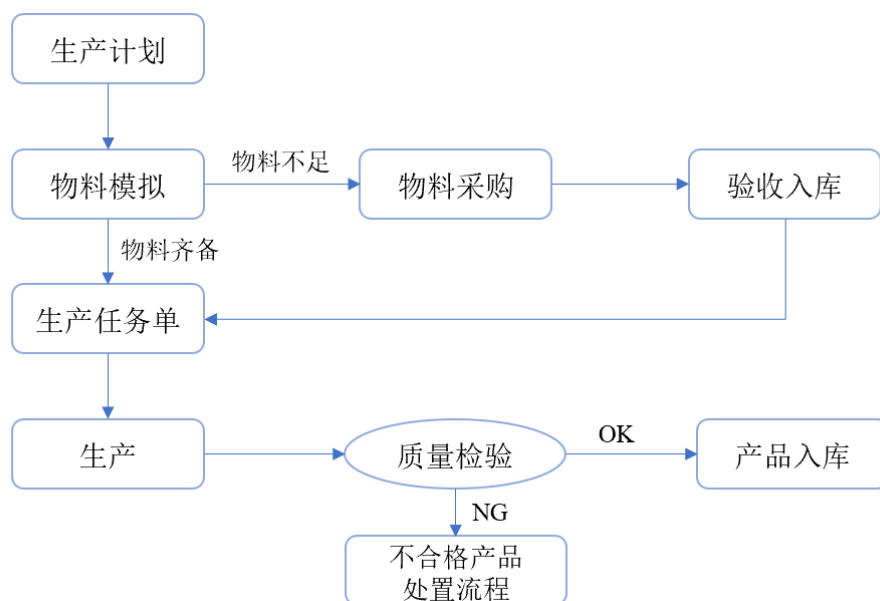 生产计划
物料模拟
物料不足
物料采购
验收入库
物料齐备
生产任务单
生产
质量检验
OK
产品入库
NG
不合格产品
处置流程